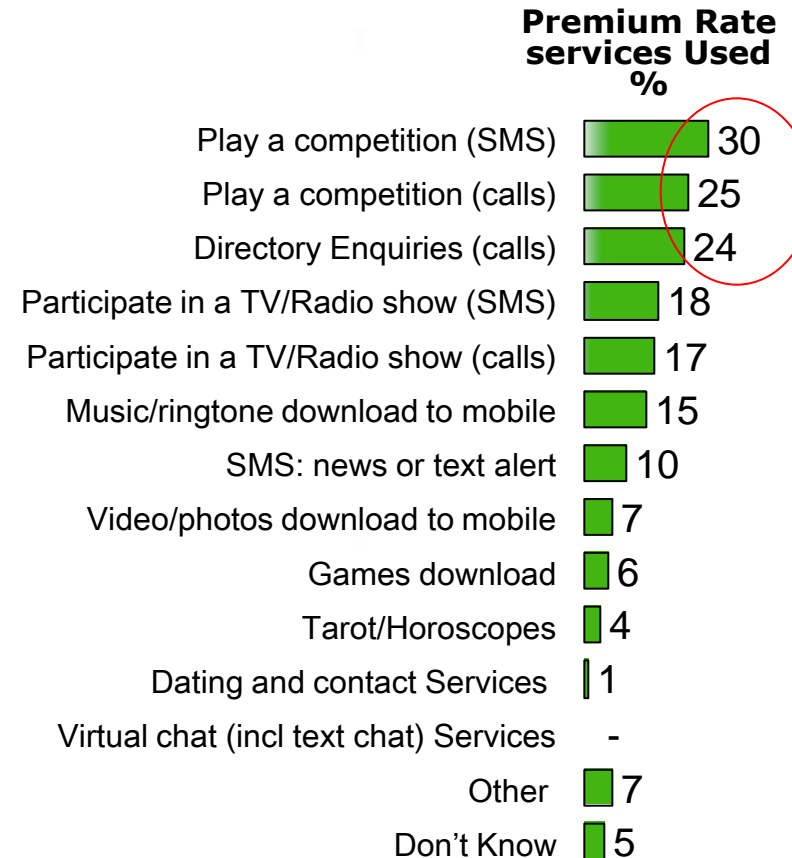 Premium Rate
services Used
%
Play a competition (SMS) 30
Play a competition (calls) 25
Directory Enquiries (calls) 24
Participate in a TV/Radio show (SMS) 18
Participate in a TV/Radio show (calls) 17
Music/ringtone download to mobile 15
SMS: news or text alert 10
Video/photos download to mobile 7
Games download 6
Tarot/Horoscopes 4
Dating and contact Services 1
Virtual chat (incl text chat) Services -
Other 7
Don’t Know 5